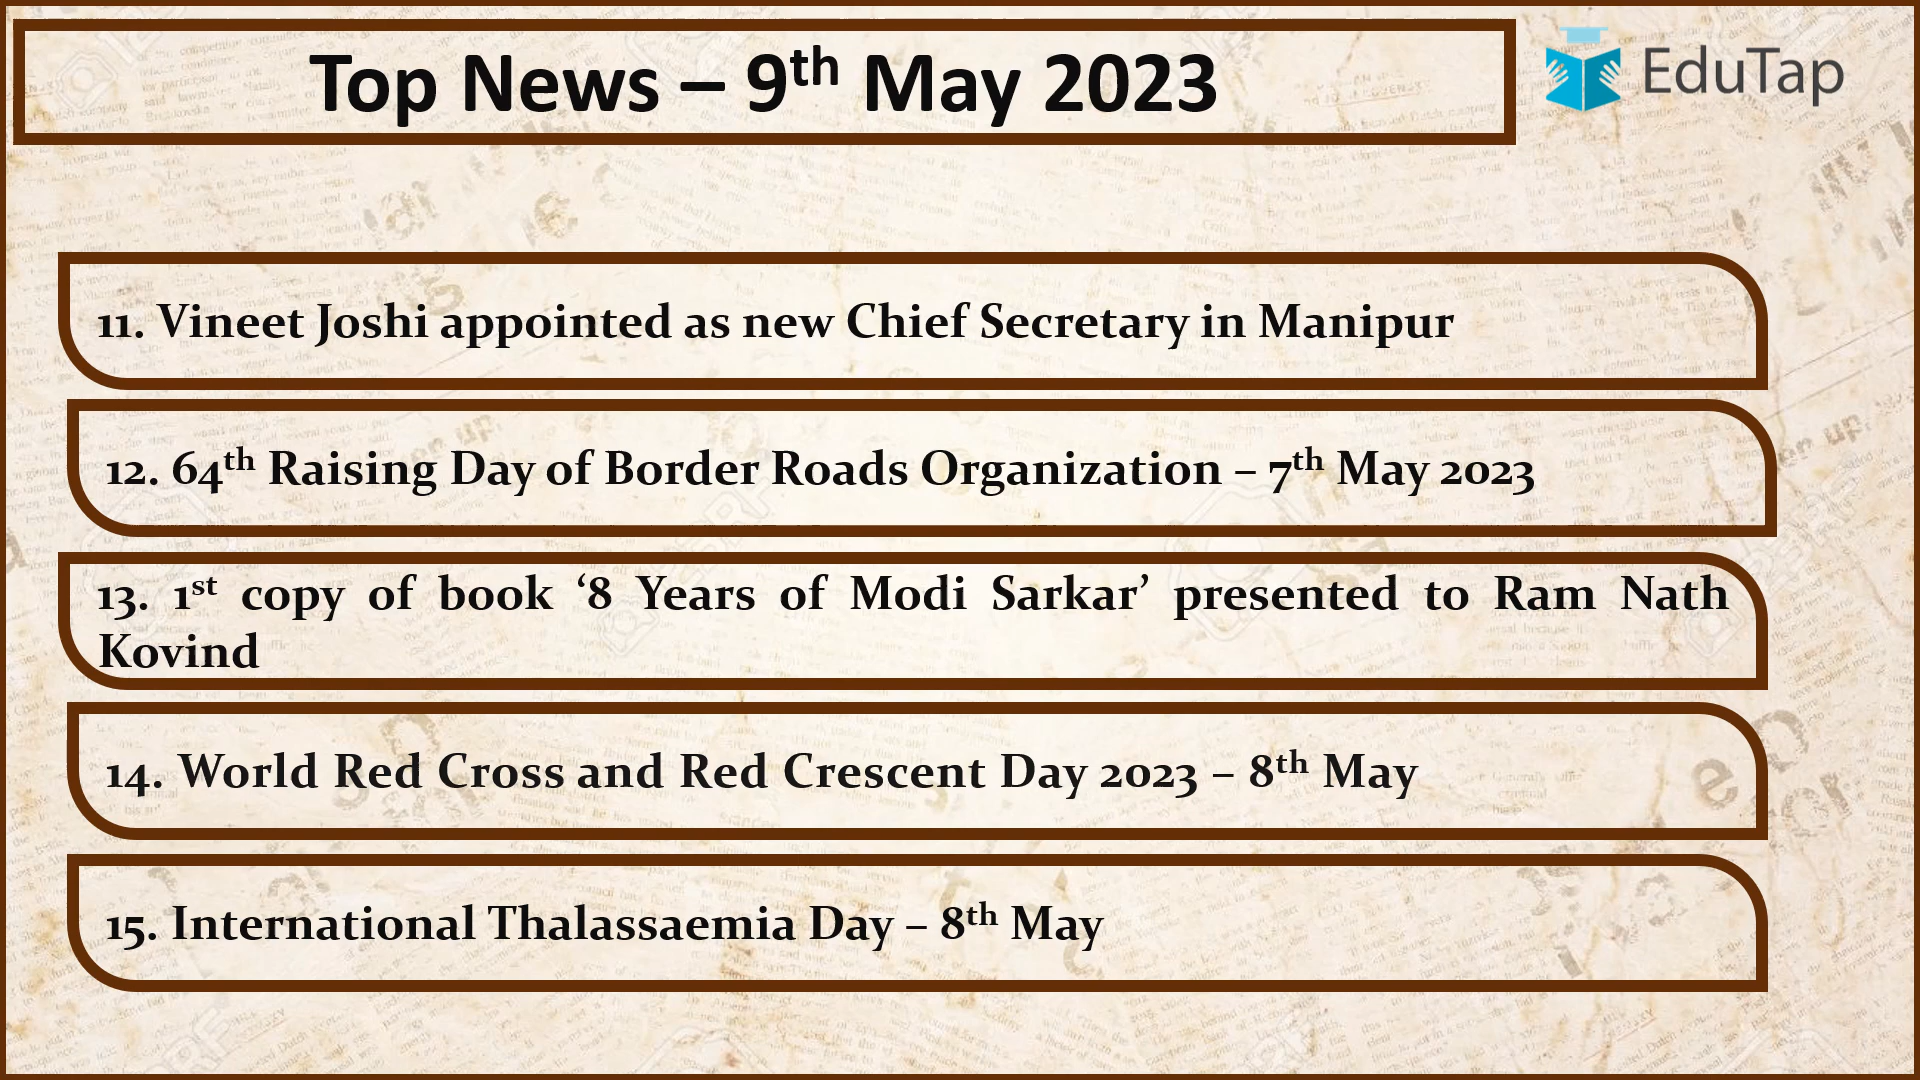 Top News – 9th May 2023
EduTap
11. Vineet Joshi appointed as new Chief Secretary in Manipur
12. 64th Raising Day of Border Roads Organization – 7th May 2023
13. 1st copy of book ‘8 Years of Modi Sarkar’ presented to Ram Nath
Kovind
14. World Red Cross and Red Crescent Day 2023 – 8th May
15. International Thalassaemia Day – 8th May